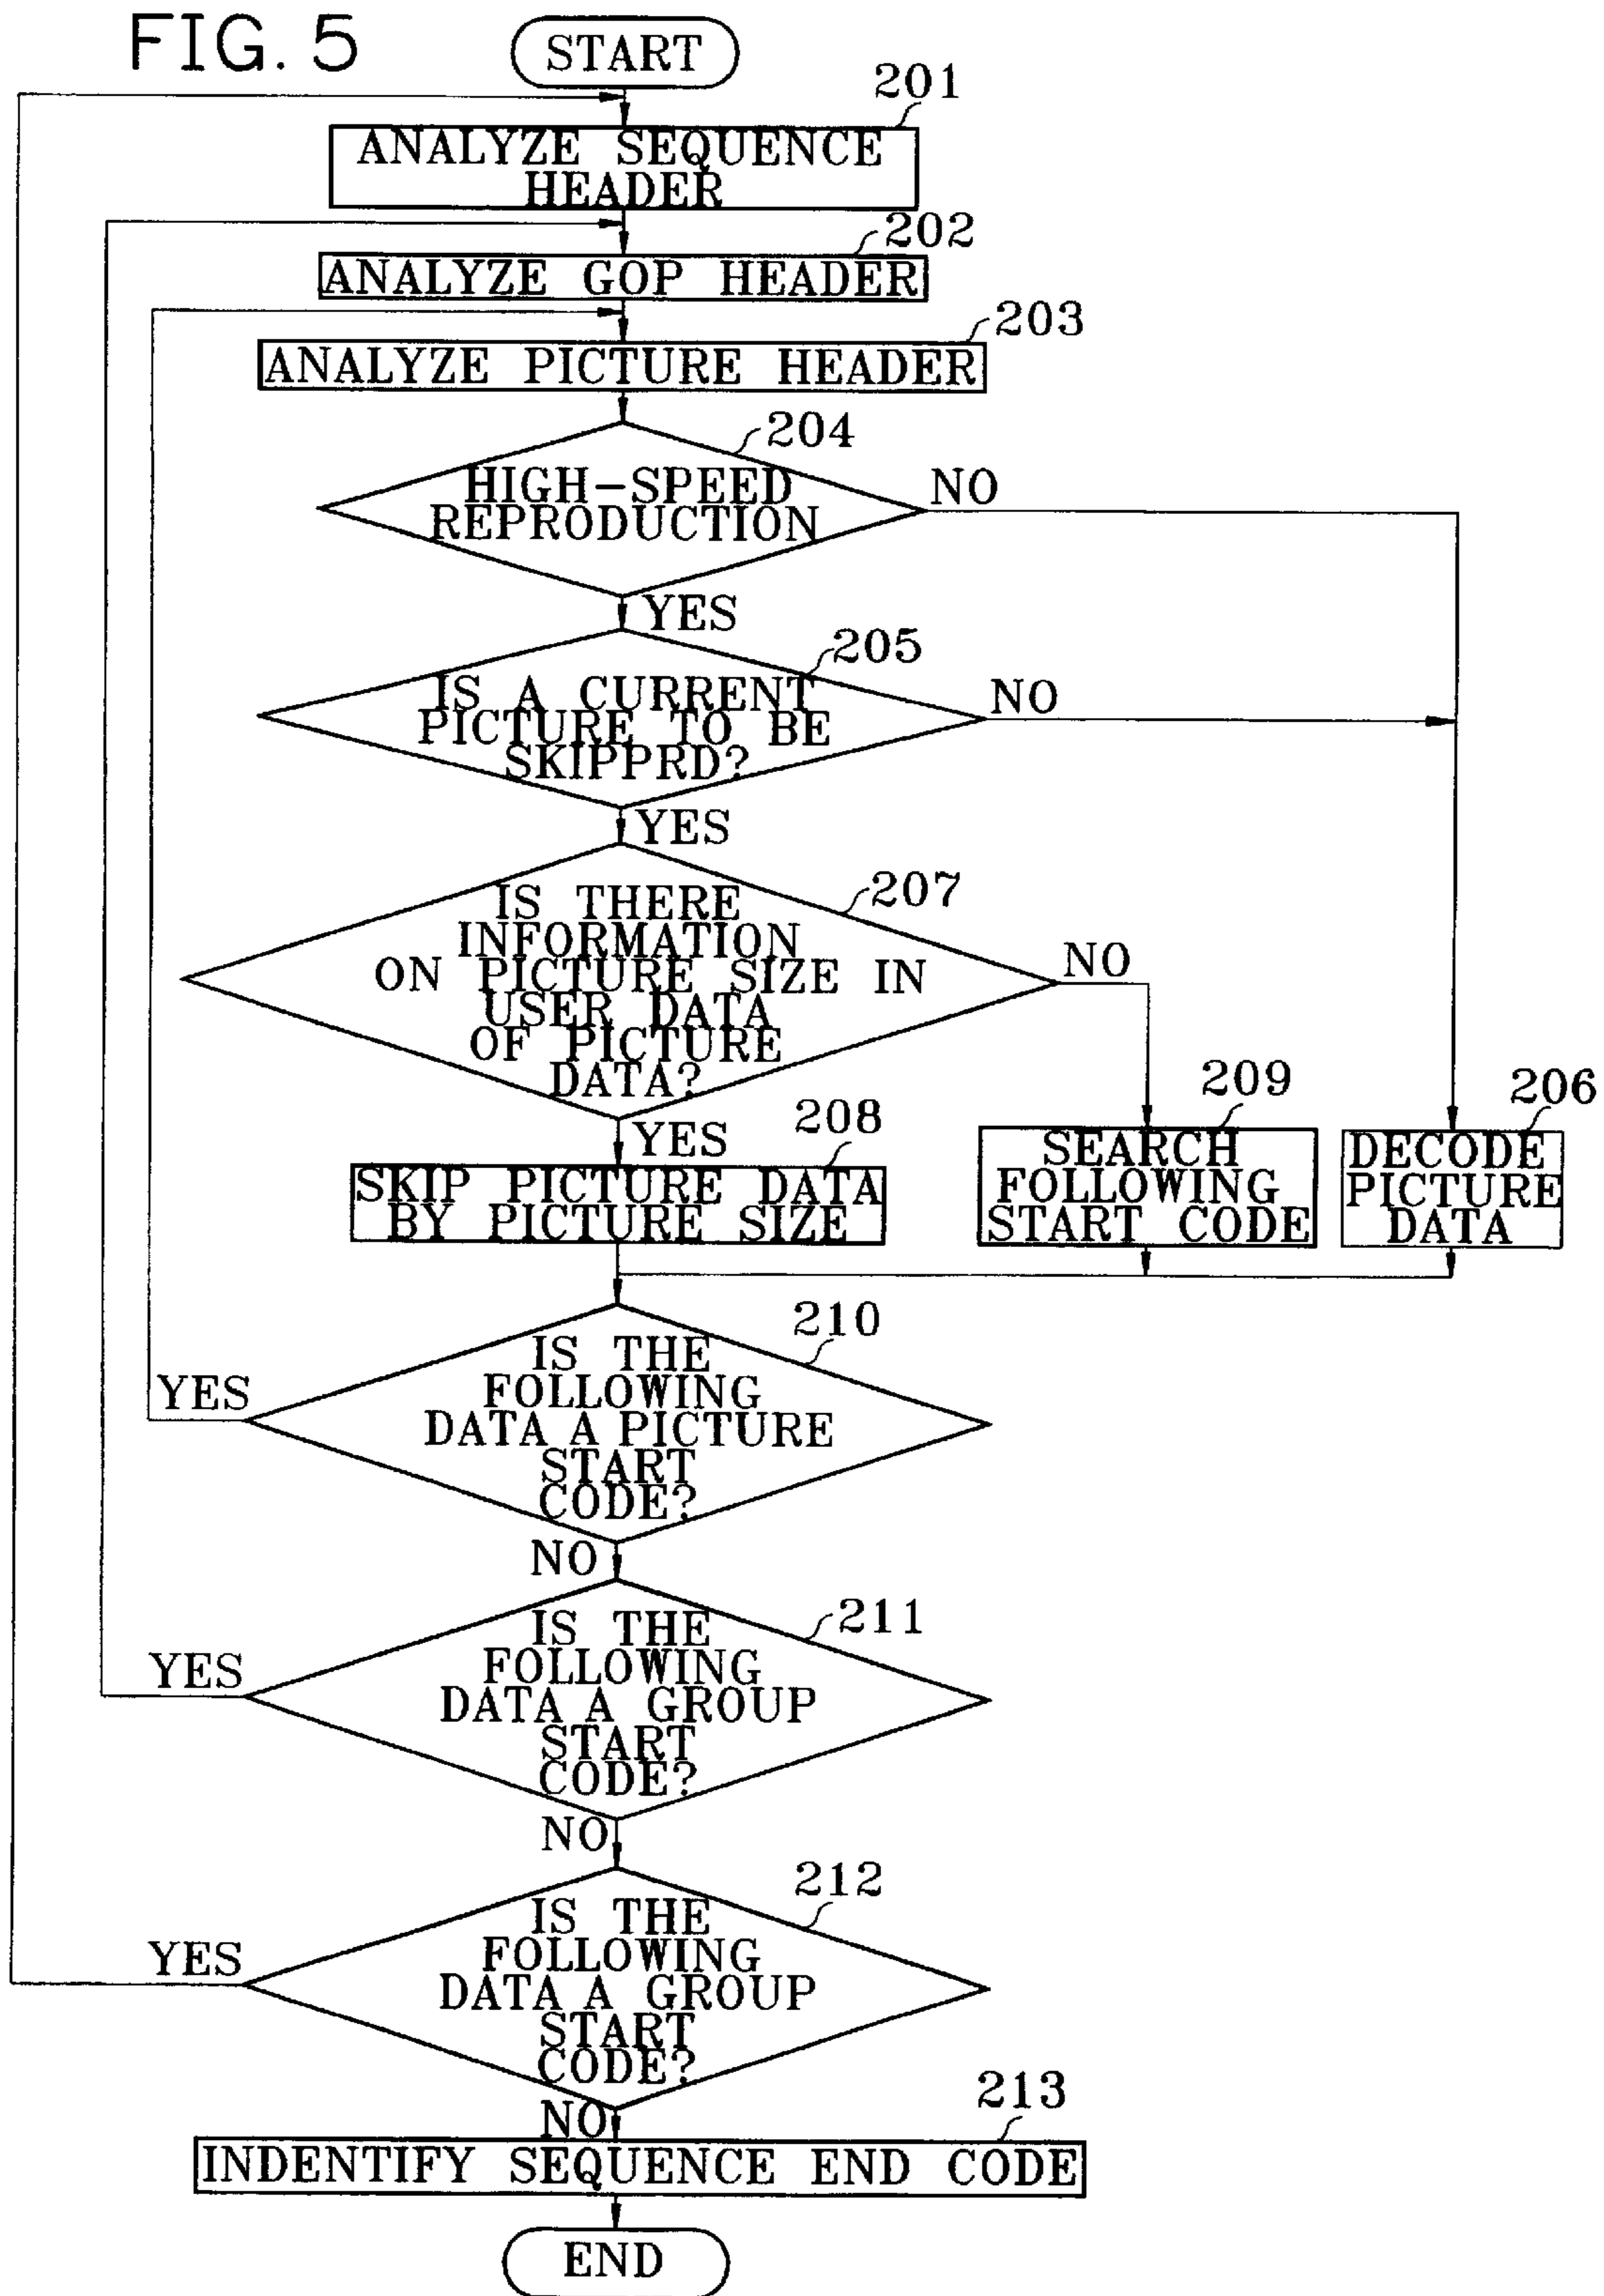 FIG. 5
START
201
ANALYZE SEQUENCE
HEADER
202
ANALYZE GOP HEADER
203
ANALYZE PICTURE HEADER
204
HIGH-SPEED
REPRODUCTION
NO
YES
205
IS A CURRENT
PICTURE TO BE
SKIPPRD?
NO
YES
207
IS THERE
INFORMATION
ON PICTURE SIZE IN
USER DATA
OF PICTURE
DATA?
NO
YES
208
SKIP PICTURE DATA
BY PICTURE SIZE
209
SEARCH
FOLLOWING
START CODE
206
DECODE
PICTURE
DATA
210
IS THE
FOLLOWING
DATA A PICTURE
START
CODE?
YES
NO
211
IS THE
FOLLOWING
DATA A GROUP
START
CODE?
YES
NO
212
IS THE
FOLLOWING
DATA A GROUP
START
CODE?
YES
NO
213
INDENTIFY SEQUENCE END CODE
END